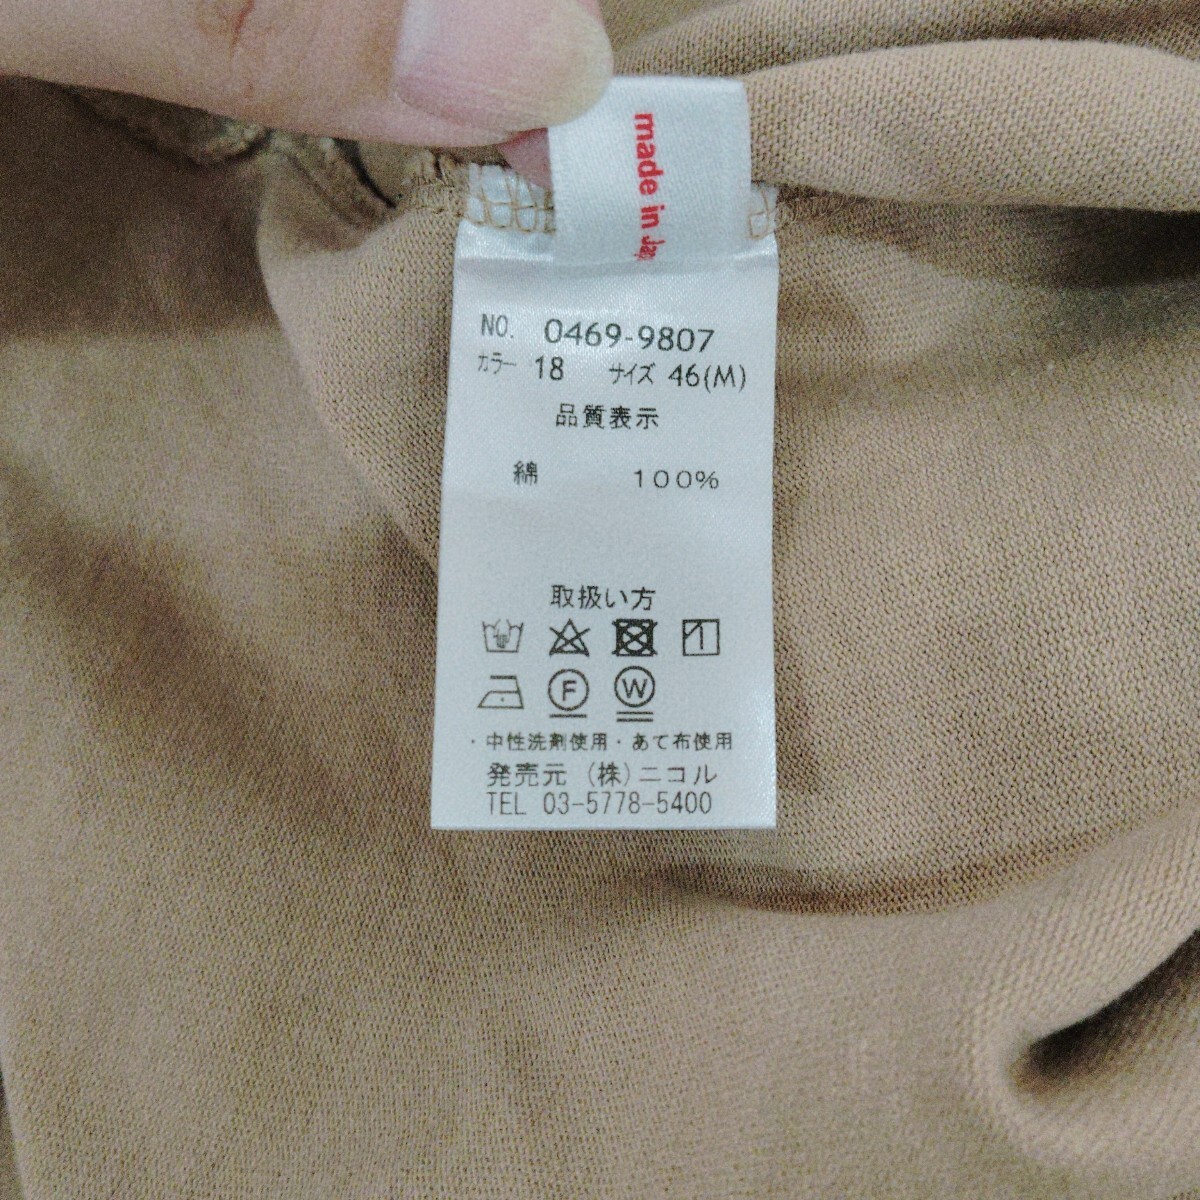 made in Jap
NO. 0469-9807
カラー 18 サイズ 46(M)
品質表示
綿 100%
取扱い方
F W
・中性洗剤使用・あて布使用
発売元 (株)ニコル
TEL 03-5778-5400